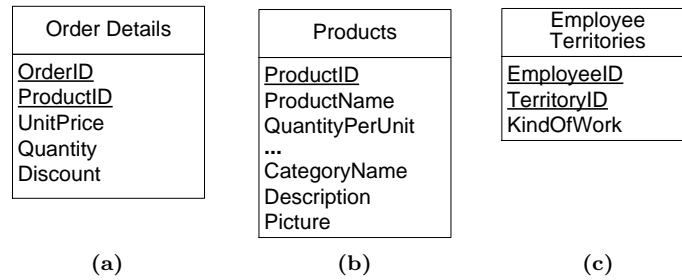 Order Details
OrderID
ProductID
UnitPrice
Quantity
Discount
(a)
Products
ProductID
ProductName
QuantityPerUnit
...
CategoryName
Description
Picture
(b)
Employee
Territories
EmployeeID
TerritoryID
KindOfWork
(c)